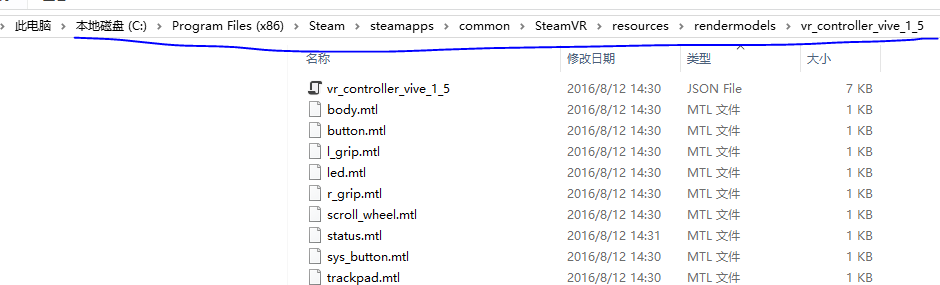 此电脑 > 本地磁盘 (C:) > Program Files (x86) > Steam > steamapps > common > SteamVR > resources > rendermodels > vr_controller_vive_1_5
名称 修改日期 类型 大小
vr_controller_vive_1_5 2016/8/12 14:30 JSON File 7 KB
body.mtl 2016/8/12 14:30 MTL 文件 1 KB
button.mtl 2016/8/12 14:30 MTL 文件 1 KB
l_grip.mtl 2016/8/12 14:30 MTL 文件 1 KB
led.mtl 2016/8/12 14:30 MTL 文件 1 KB
r_grip.mtl 2016/8/12 14:30 MTL 文件 1 KB
scroll_wheel.mtl 2016/8/12 14:30 MTL 文件 1 KB
status.mtl 2016/8/12 14:31 MTL 文件 1 KB
sys_button.mtl 2016/8/12 14:30 MTL 文件 1 KB
trackpad.mtl 2016/8/12 14:30 MTL 文件 1 KB